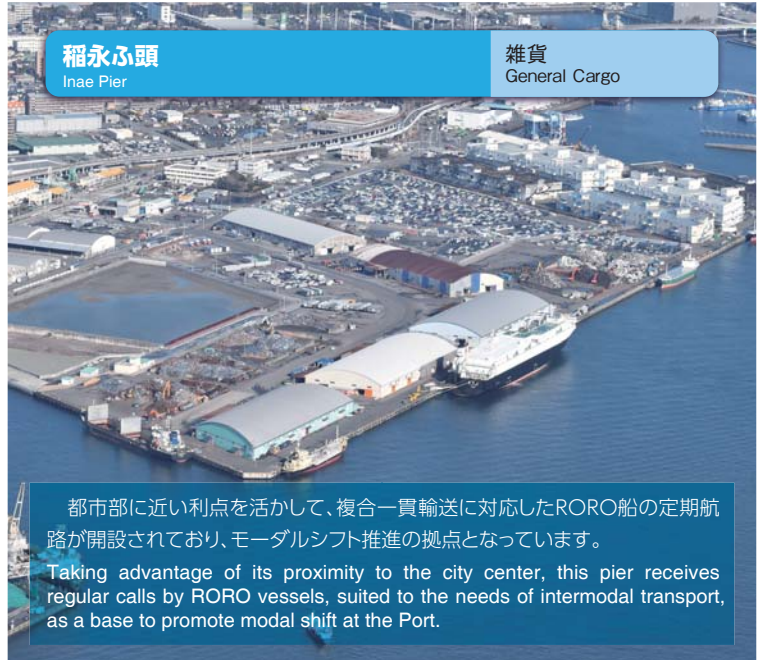 稲永ふ頭
Inae Pier
雑貨
General Cargo
都市部に近い利点を活かして、複合一貫輸送に対応したRORO船の定期航
路が開設されており、モーダルシフト推進の拠点となっています。
Taking advantage of its proximity to the city center, this pier receives
regular calls by RORO vessels, suited to the needs of intermodal transport,
as a base to promote modal shift at the Port.